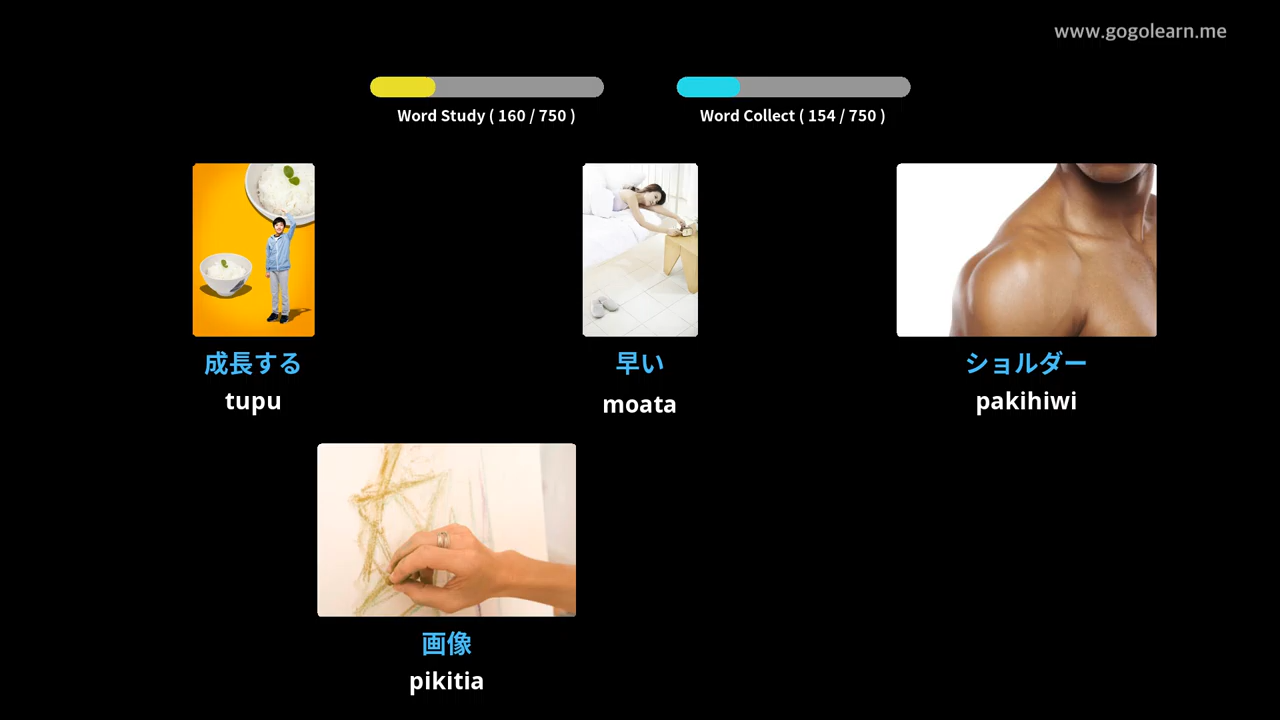 www.gogolearn.me
Word Study ( 160 / 750 )
Word Collect ( 154 / 750 )
成長する
tupu
早い
moata
ショルダー
pakihiwi
画像
pikitia